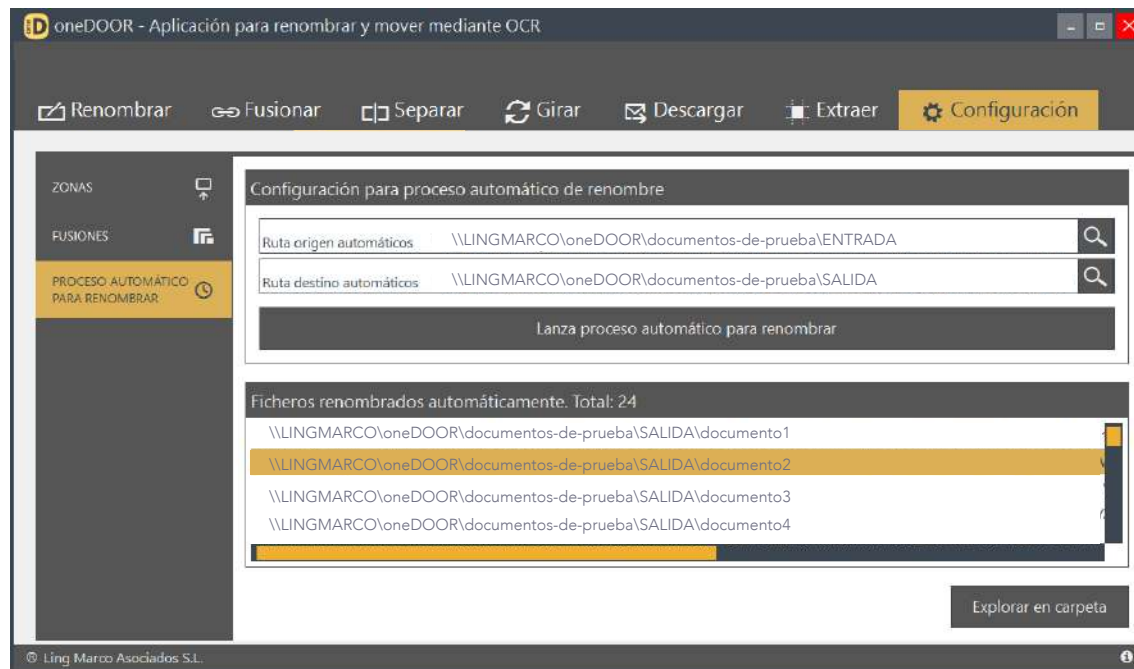 oneDOOR - Aplicación para renombrar y mover mediante OCR
Renombrar Fusionar Separar Girar Descargar Extraer Configuración
ZONAS
FUSIONES
PROCESO AUTOMÁTICO
PARA RENOMBRAR
Configuración para proceso automático de renombre
Ruta origen automáticos \\LINGMARCO\oneDOOR\documentos-de-prueba\ENTRADA
Ruta destino automáticos \\LINGMARCO\oneDOOR\documentos-de-prueba\SALIDA
Lanza proceso automático para renombrar
Ficheros renombrados automáticamente. Total: 24
\\LINGMARCO\oneDOOR\documentos-de-prueba\SALIDA\documento1
\\LINGMARCO\oneDOOR\documentos-de-prueba\SALIDA\documento2
\\LINGMARCO\oneDOOR\documentos-de-prueba\SALIDA\documento3
\\LINGMARCO\oneDOOR\documentos-de-prueba\SALIDA\documento4
Explorar en carpeta
© Ling Marco Asociados S.L.